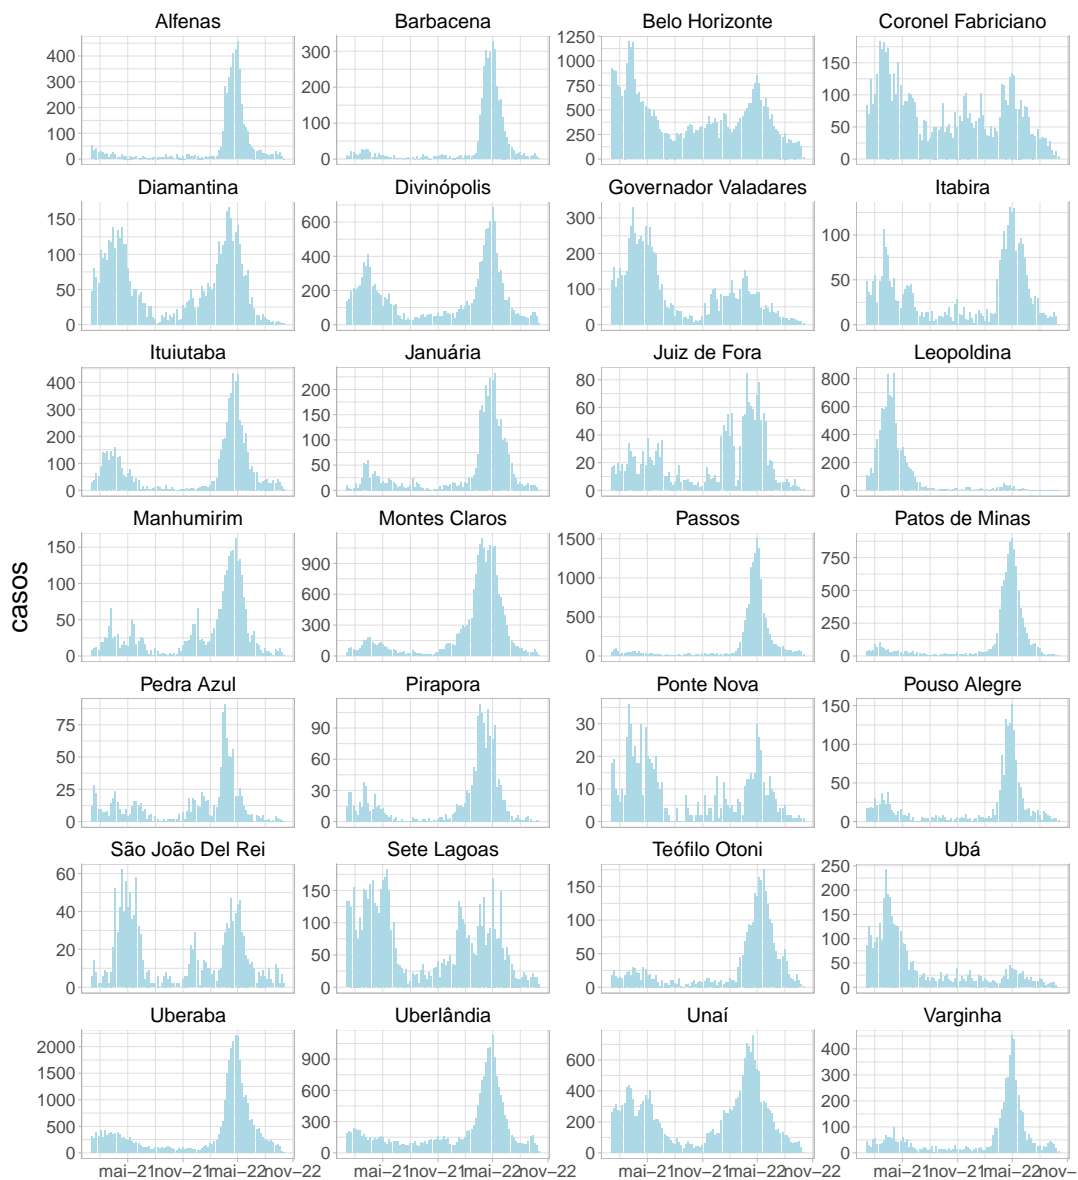 Alfenas Barbacena Belo Horizonte Coronel Fabriciano
400 300 200 100 0
300 200 100 0
1250 1000 750 500 250 0
150 100 50 0
Diamantina Divinópolis Governador Valadares Itabira
150 100 50 0
600 400 200 0
300 200 100 0
100 50 0
Ituiutaba Januária Juiz de Fora Leopoldina
400 300 200 100 0
200 150 100 50 0
80 60 40 20 0
800 600 400 200 0
Manhumirim Montes Claros Passos Patos de Minas
150 100 50 0
900 600 300 0
1500 1000 500 0
750 500 250 0
casos
Pedra Azul Pirapora Ponte Nova Pouso Alegre
75 50 25 0
90 60 30 0
30 20 10 0
150 100 50 0
São João Del Rei Sete Lagoas Teófilo Otoni Ubá
60 40 20 0
150 100 50 0
150 100 50 0
250 200 150 100 50 0
Uberaba Uberlândia Unaí Varginha
2000 1500 1000 500 0
900 600 300 0
600 400 200 0
400 300 200 100 0
mai−21 nov−21 mai−22 nov−22 mai−21 nov−21 mai−22 nov−22 mai−21 nov−21 mai−22 nov−22 mai−21 nov−21 mai−22 nov−